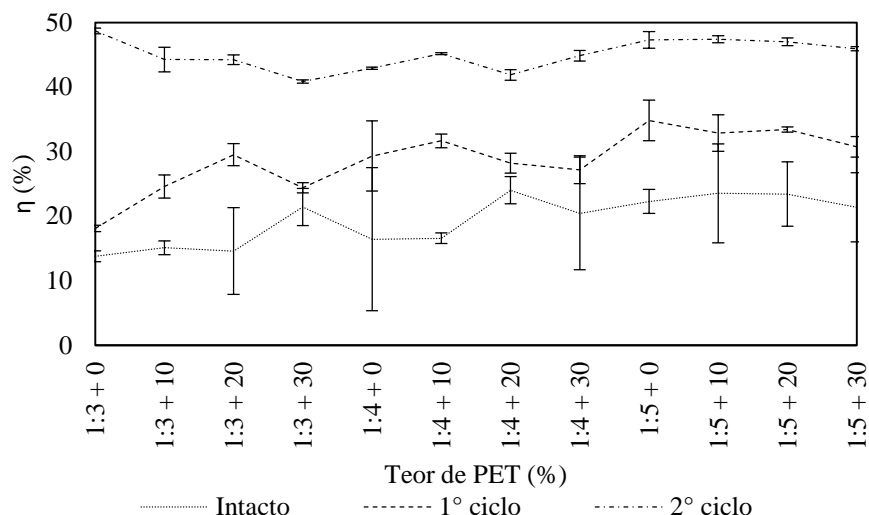 50
40
30
20
10
0
η (%)
1:3 + 0
1:3 + 10
1:3 + 20
1:3 + 30
1:4 + 0
1:4 + 10
1:4 + 20
1:4 + 30
1:5 + 0
1:5 + 10
1:5 + 20
1:5 + 30
Teor de PET (%)
Intacto 1° ciclo 2° ciclo